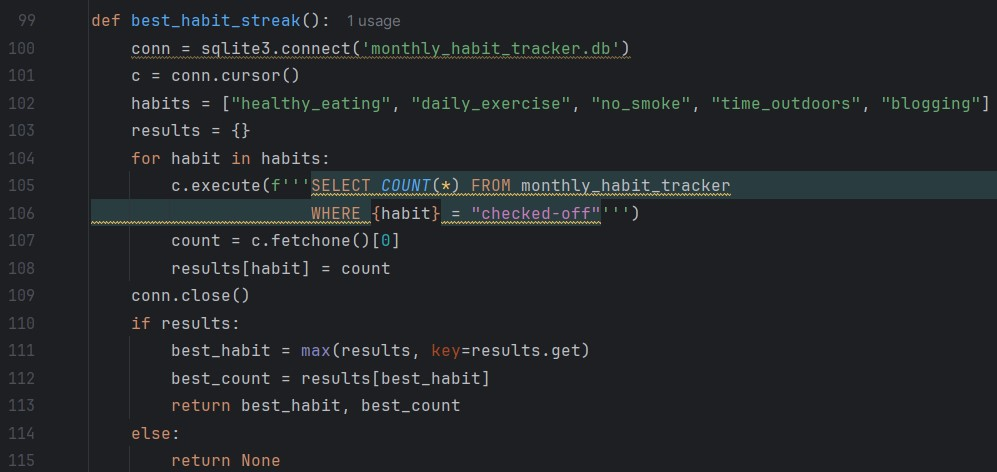 99 def best_habit_streak(): 1 usage
100 conn = sqlite3.connect('monthly_habit_tracker.db')
101 c = conn.cursor()
102 habits = ["healthy_eating", "daily_exercise", "no_smoke", "time_outdoors", "blogging"]
103 results = {}
104 for habit in habits:
105 c.execute(f'''SELECT COUNT(*) FROM monthly_habit_tracker
106 WHERE {habit} = "checked-off"''')
107 count = c.fetchone()[0]
108 results[habit] = count
109 conn.close()
110 if results:
111 best_habit = max(results, key=results.get)
112 best_count = results[best_habit]
113 return best_habit, best_count
114 else:
115 return None